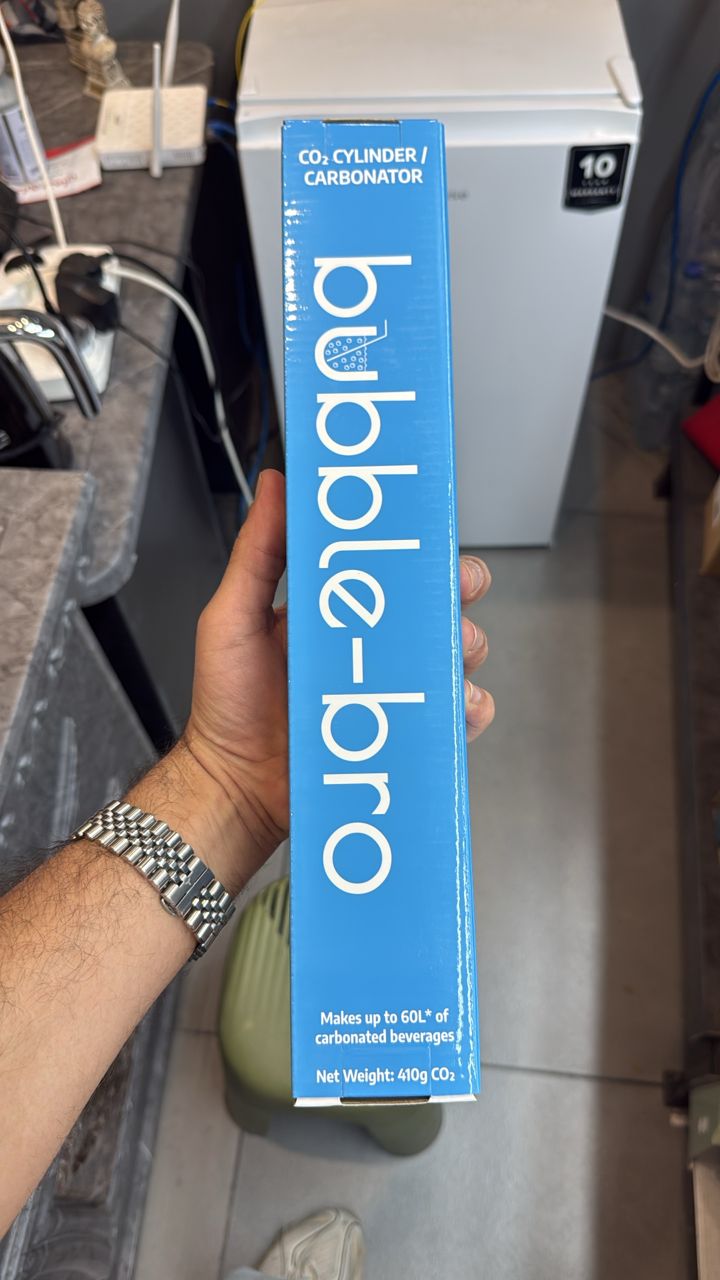 CO₂ CYLINDER /
CARBONATOR
bubble-bro
Makes up to 60L* of
carbonated beverages
Net Weight: 410g CO₂
10